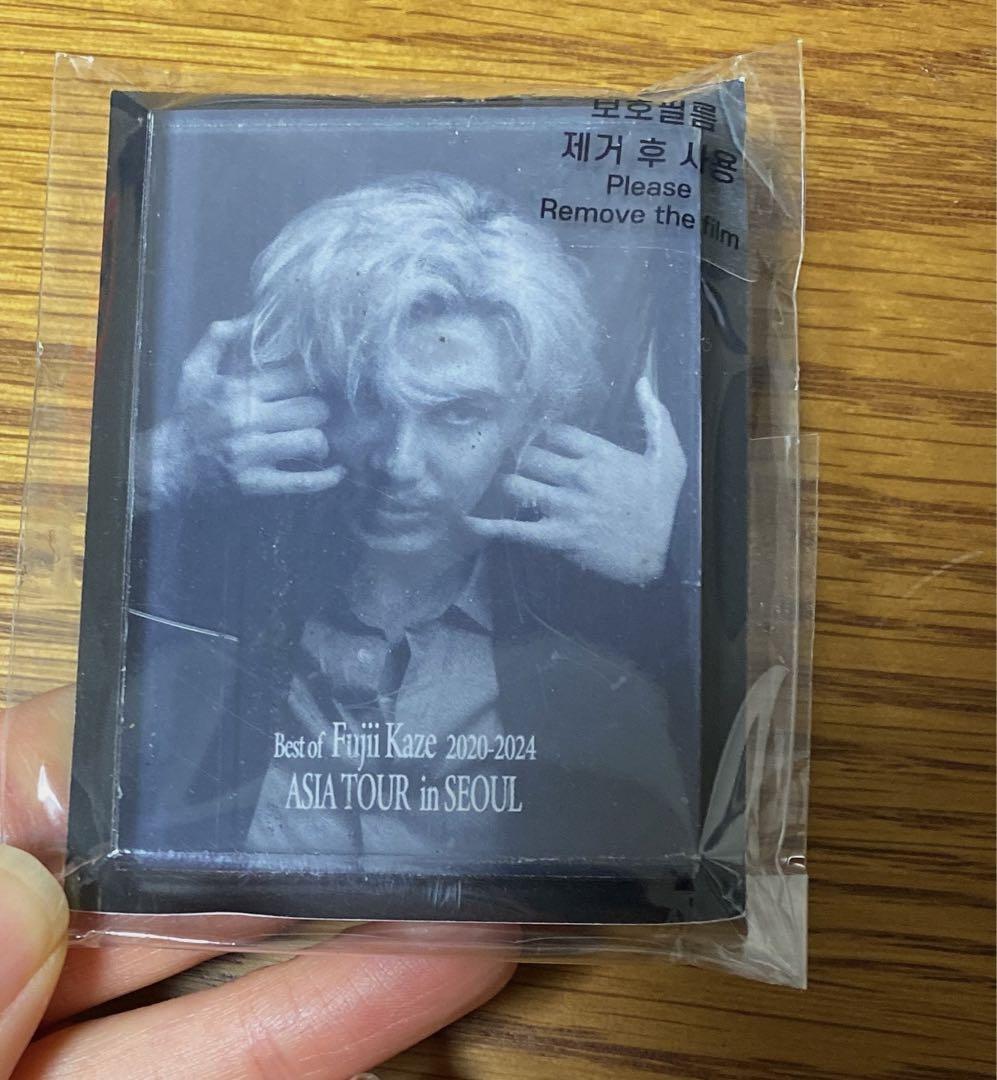 보호필름
제거 후 사용
Please
Remove the film
Best of Fujii Kaze 2020-2024
ASIA TOUR in SEOUL